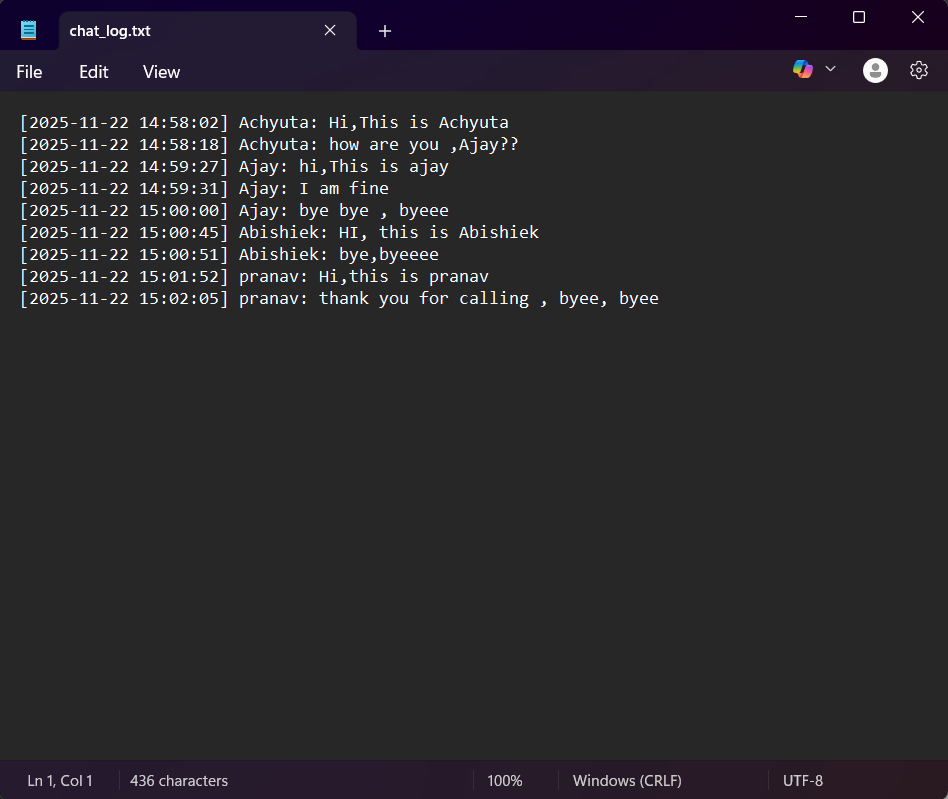 chat_log.txt
File Edit View
[2025-11-22 14:58:02] Achyuta: Hi,This is Achyuta
[2025-11-22 14:58:18] Achyuta: how are you ,Ajay??
[2025-11-22 14:59:27] Ajay: hi,This is ajay
[2025-11-22 14:59:31] Ajay: I am fine
[2025-11-22 15:00:00] Ajay: bye bye , byeee
[2025-11-22 15:00:45] Abishiek: HI, this is Abishiek
[2025-11-22 15:00:51] Abishiek: bye,byeeee
[2025-11-22 15:01:52] pranav: Hi,this is pranav
[2025-11-22 15:02:05] pranav: thank you for calling , byee, byee
Ln 1, Col 1 436 characters 100% Windows (CRLF) UTF-8